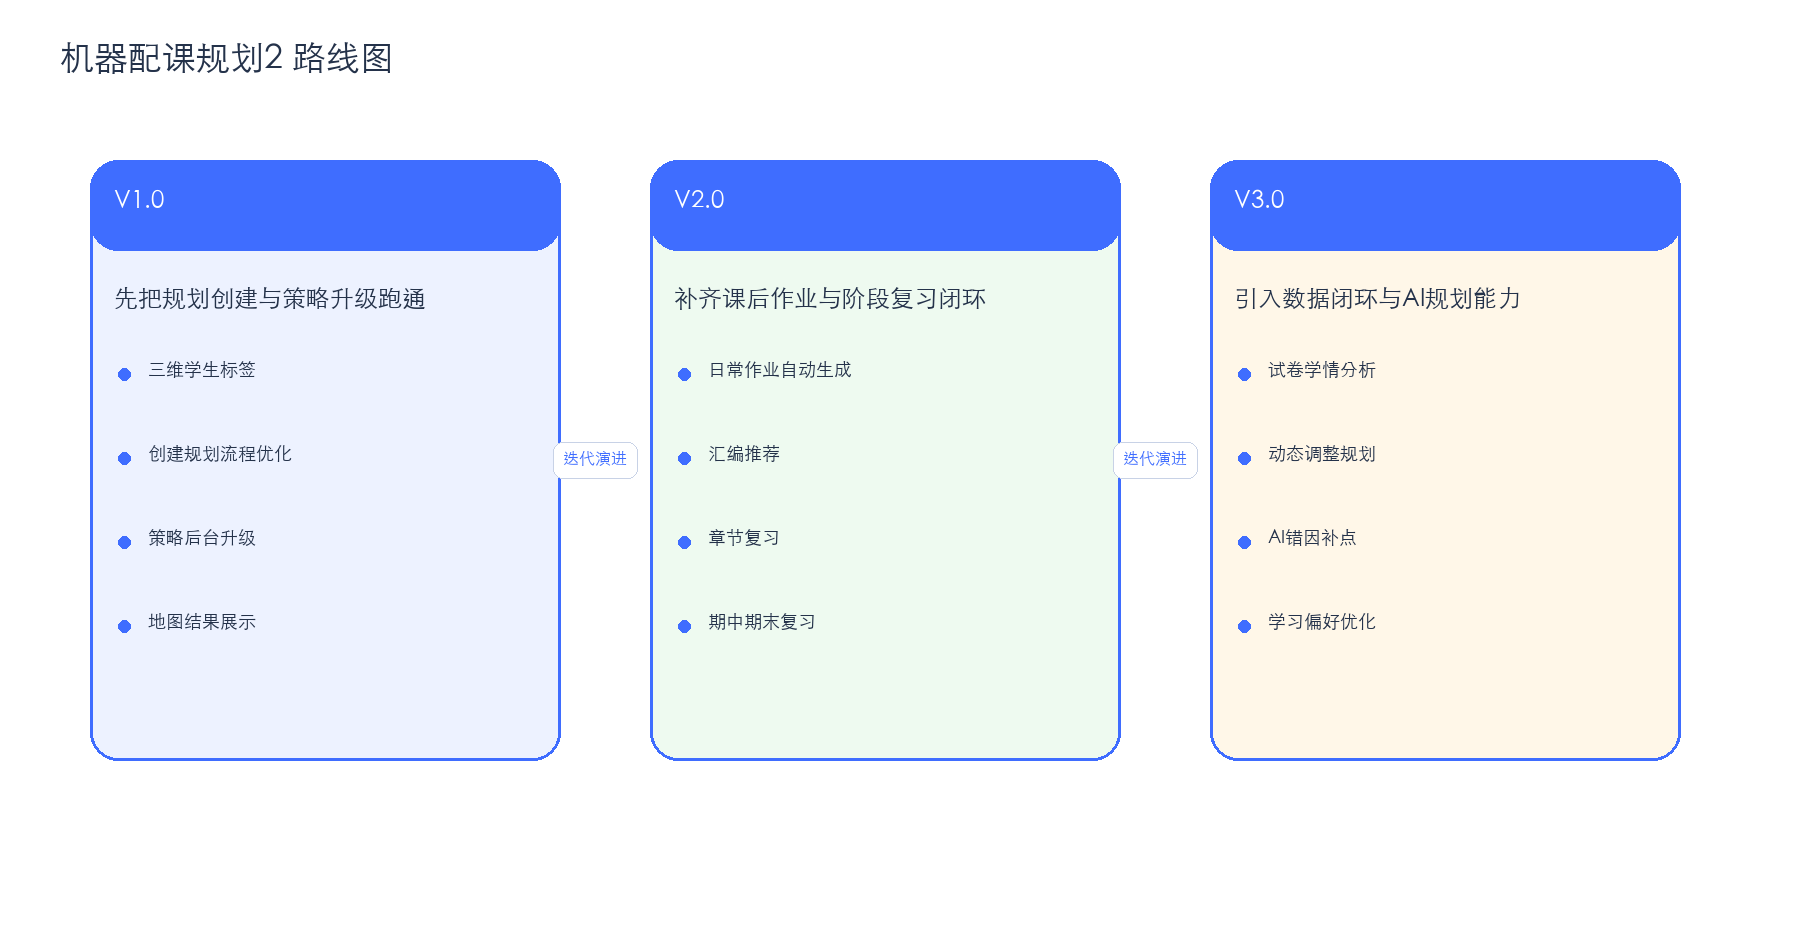 机器配课规划2 路线图
V1.0
先把规划创建与策略升级跑通
三维学生标签
创建规划流程优化
策略后台升级
地图结果展示
迭代演进
V2.0
补齐课后作业与阶段复习闭环
日常作业自动生成
汇编推荐
章节复习
期中期末复习
迭代演进
V3.0
引入数据闭环与AI规划能力
试卷学情分析
动态调整规划
AI错因补点
学习偏好优化